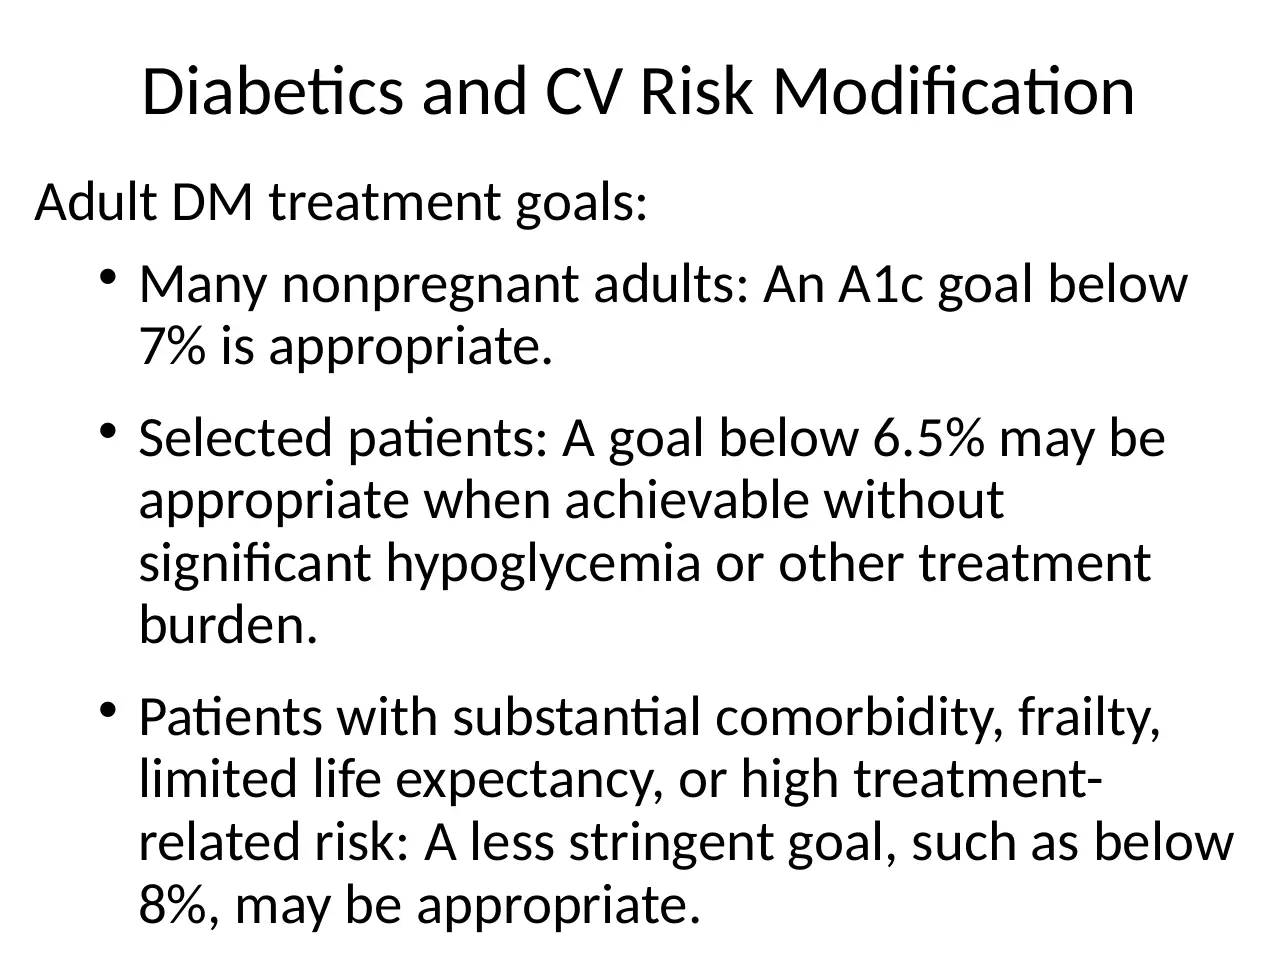 Diabetics and CV Risk Modification
Adult DM treatment goals:
• Many nonpregnant adults: An A1c goal below
7% is appropriate.
• Selected patients: A goal below 6.5% may be
appropriate when achievable without
significant hypoglycemia or other treatment
burden.
• Patients with substantial comorbidity, frailty,
limited life expectancy, or high treatment-
related risk: A less stringent goal, such as below
8%, may be appropriate.